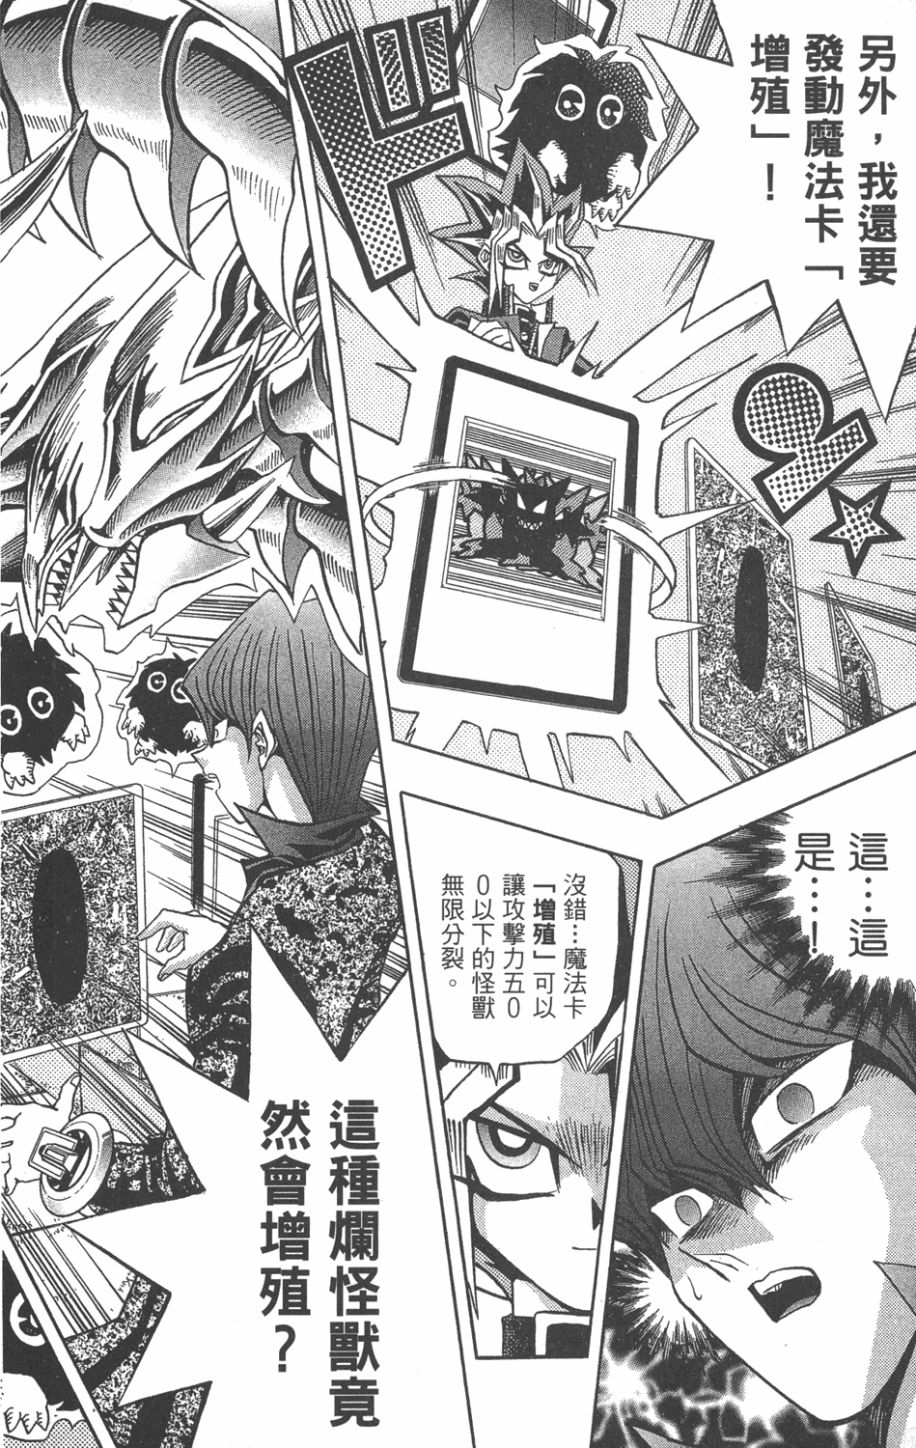 另外，我還要
發動魔法卡「
增殖」！
ド
ン
這…這
是……！
沒錯…魔法卡
「增殖」可以
讓攻擊力五０
０以下的怪獸
無限分裂。
這種爛怪獸竟
然會增殖？